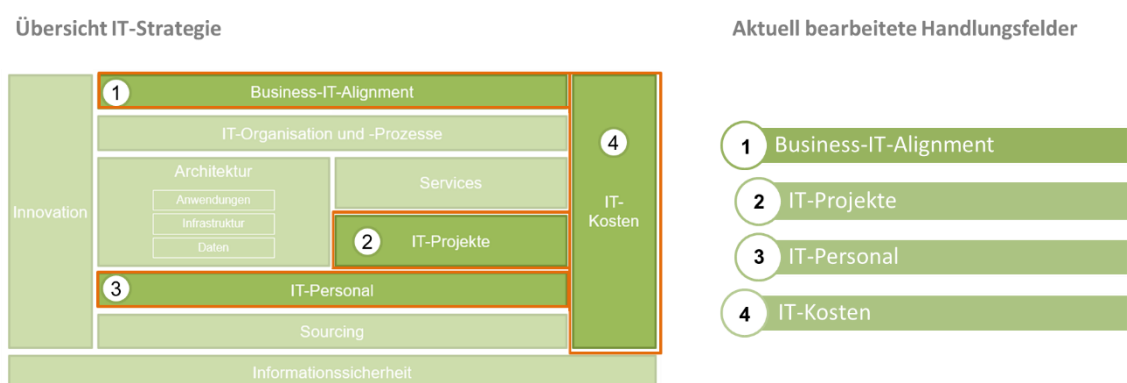 Übersicht IT-Strategie
Aktuell bearbeitete Handlungsfelder
1 Business-IT-Alignment
IT-Organisation und -Prozesse
Architektur
Anwendungen
Infrastruktur
Daten
Services
2 IT-Projekte
3 IT-Personal
Sourcing
Innovation
4
IT-
Kosten
Informationssicherheit
1 Business-IT-Alignment
2 IT-Projekte
3 IT-Personal
4 IT-Kosten